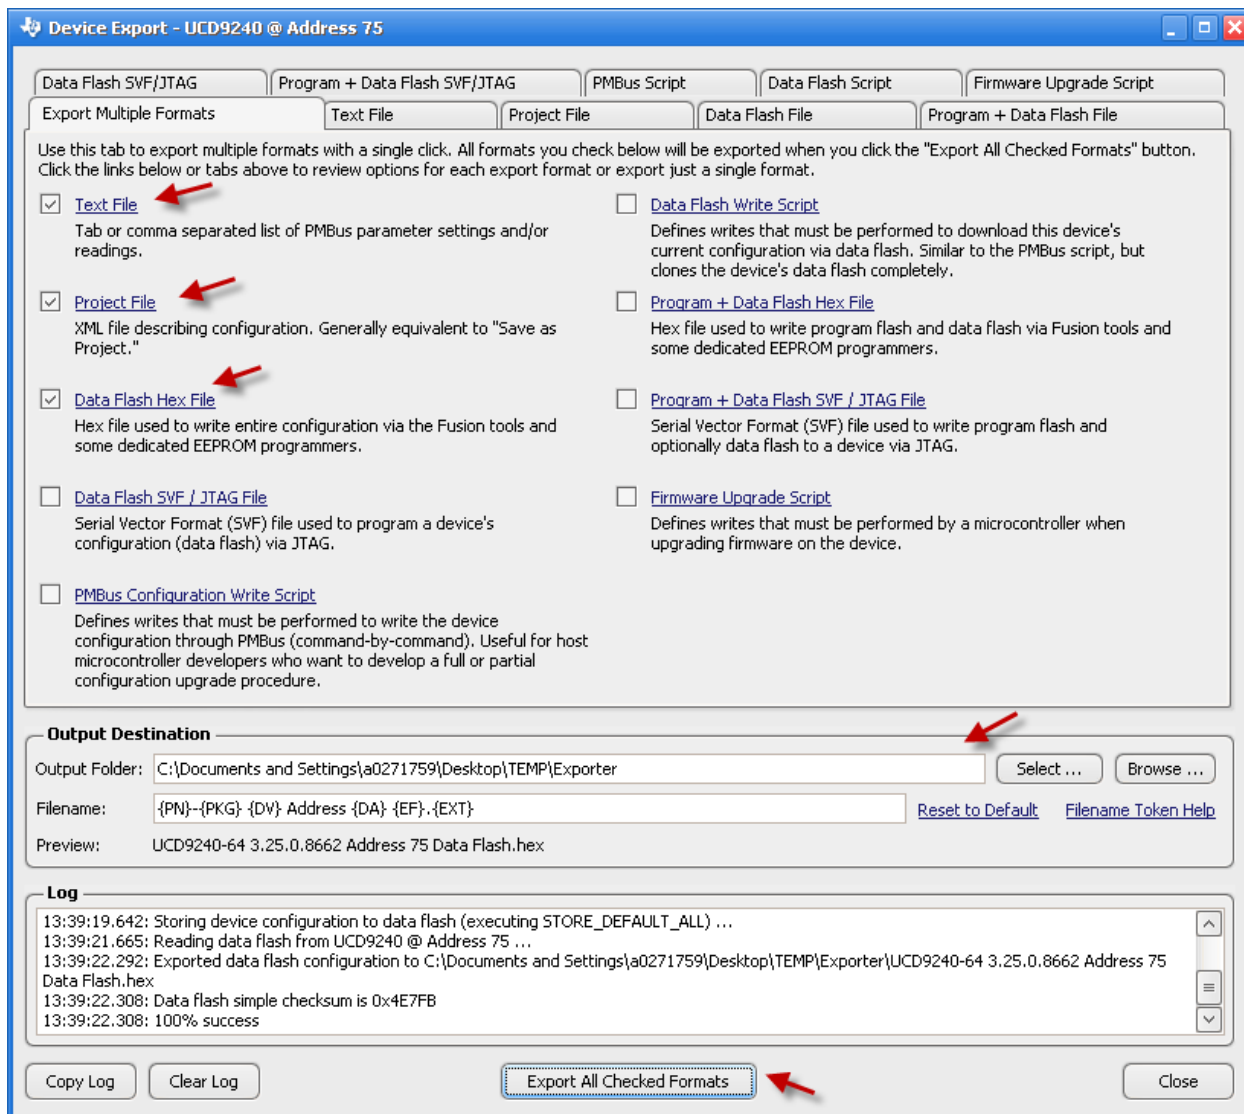 Device Export - UCD9240 @ Address 75
Data Flash SVF/JTAG
Program + Data Flash SVF/JTAG
PMBus Script
Data Flash Script
Firmware Upgrade Script
Export Multiple Formats
Text File
Project File
Data Flash File
Program + Data Flash File
Use this tab to export multiple formats with a single click. All formats you check below will be exported when you click the "Export All Checked Formats" button.
Click the links below or tabs above to review options for each export format or export just a single format.
Text File
Tab or comma separated list of PMBus parameter settings and/or
readings.
Project File
XML file describing configuration. Generally equivalent to "Save as
Project."
Data Flash Hex File
Hex file used to write entire configuration via the Fusion tools and
some dedicated EEPROM programmers.
Data Flash SVF / JTAG File
Serial Vector Format (SVF) file used to program a device's
configuration (data flash) via JTAG.
PMBus Configuration Write Script
Defines writes that must be performed to write the device
configuration through PMBus (command-by-command). Useful for host
microcontroller developers who want to develop a full or partial
configuration upgrade procedure.
Data Flash Write Script
Defines writes that must be performed to download this device's
current configuration via data flash. Similar to the PMBus script, but
clones the device's data flash completely.
Program + Data Flash Hex File
Hex file used to write program flash and data flash via Fusion tools and
some dedicated EEPROM programmers.
Program + Data Flash SVF / JTAG File
Serial Vector Format (SVF) file used to write program flash and
optionally data flash to a device via JTAG.
Firmware Upgrade Script
Defines writes that must be performed by a microcontroller when
upgrading firmware on the device.
Output Destination
Output Folder: C:\Documents and Settings\a0271759\Desktop\TEMP\Exporter
Select ...
Browse ...
Filename: {PN}-{PKG} {DV} Address {DA} {EF}.{EXT}
Reset to Default
Filename Token Help
Preview: UCD9240-64 3.25.0.8662 Address 75 Data Flash.hex
Log
13:39:19.642: Storing device configuration to data flash (executing STORE_DEFAULT_ALL) ...
13:39:21.665: Reading data flash from UCD9240 @ Address 75 ...
13:39:22.292: Exported data flash configuration to C:\Documents and Settings\a0271759\Desktop\TEMP\Exporter\UCD9240-64 3.25.0.8662 Address 75
Data Flash.hex
13:39:22.308: Data flash simple checksum is 0x4E7FB
13:39:22.308: 100% success
Copy Log
Clear Log
Export All Checked Formats
Close